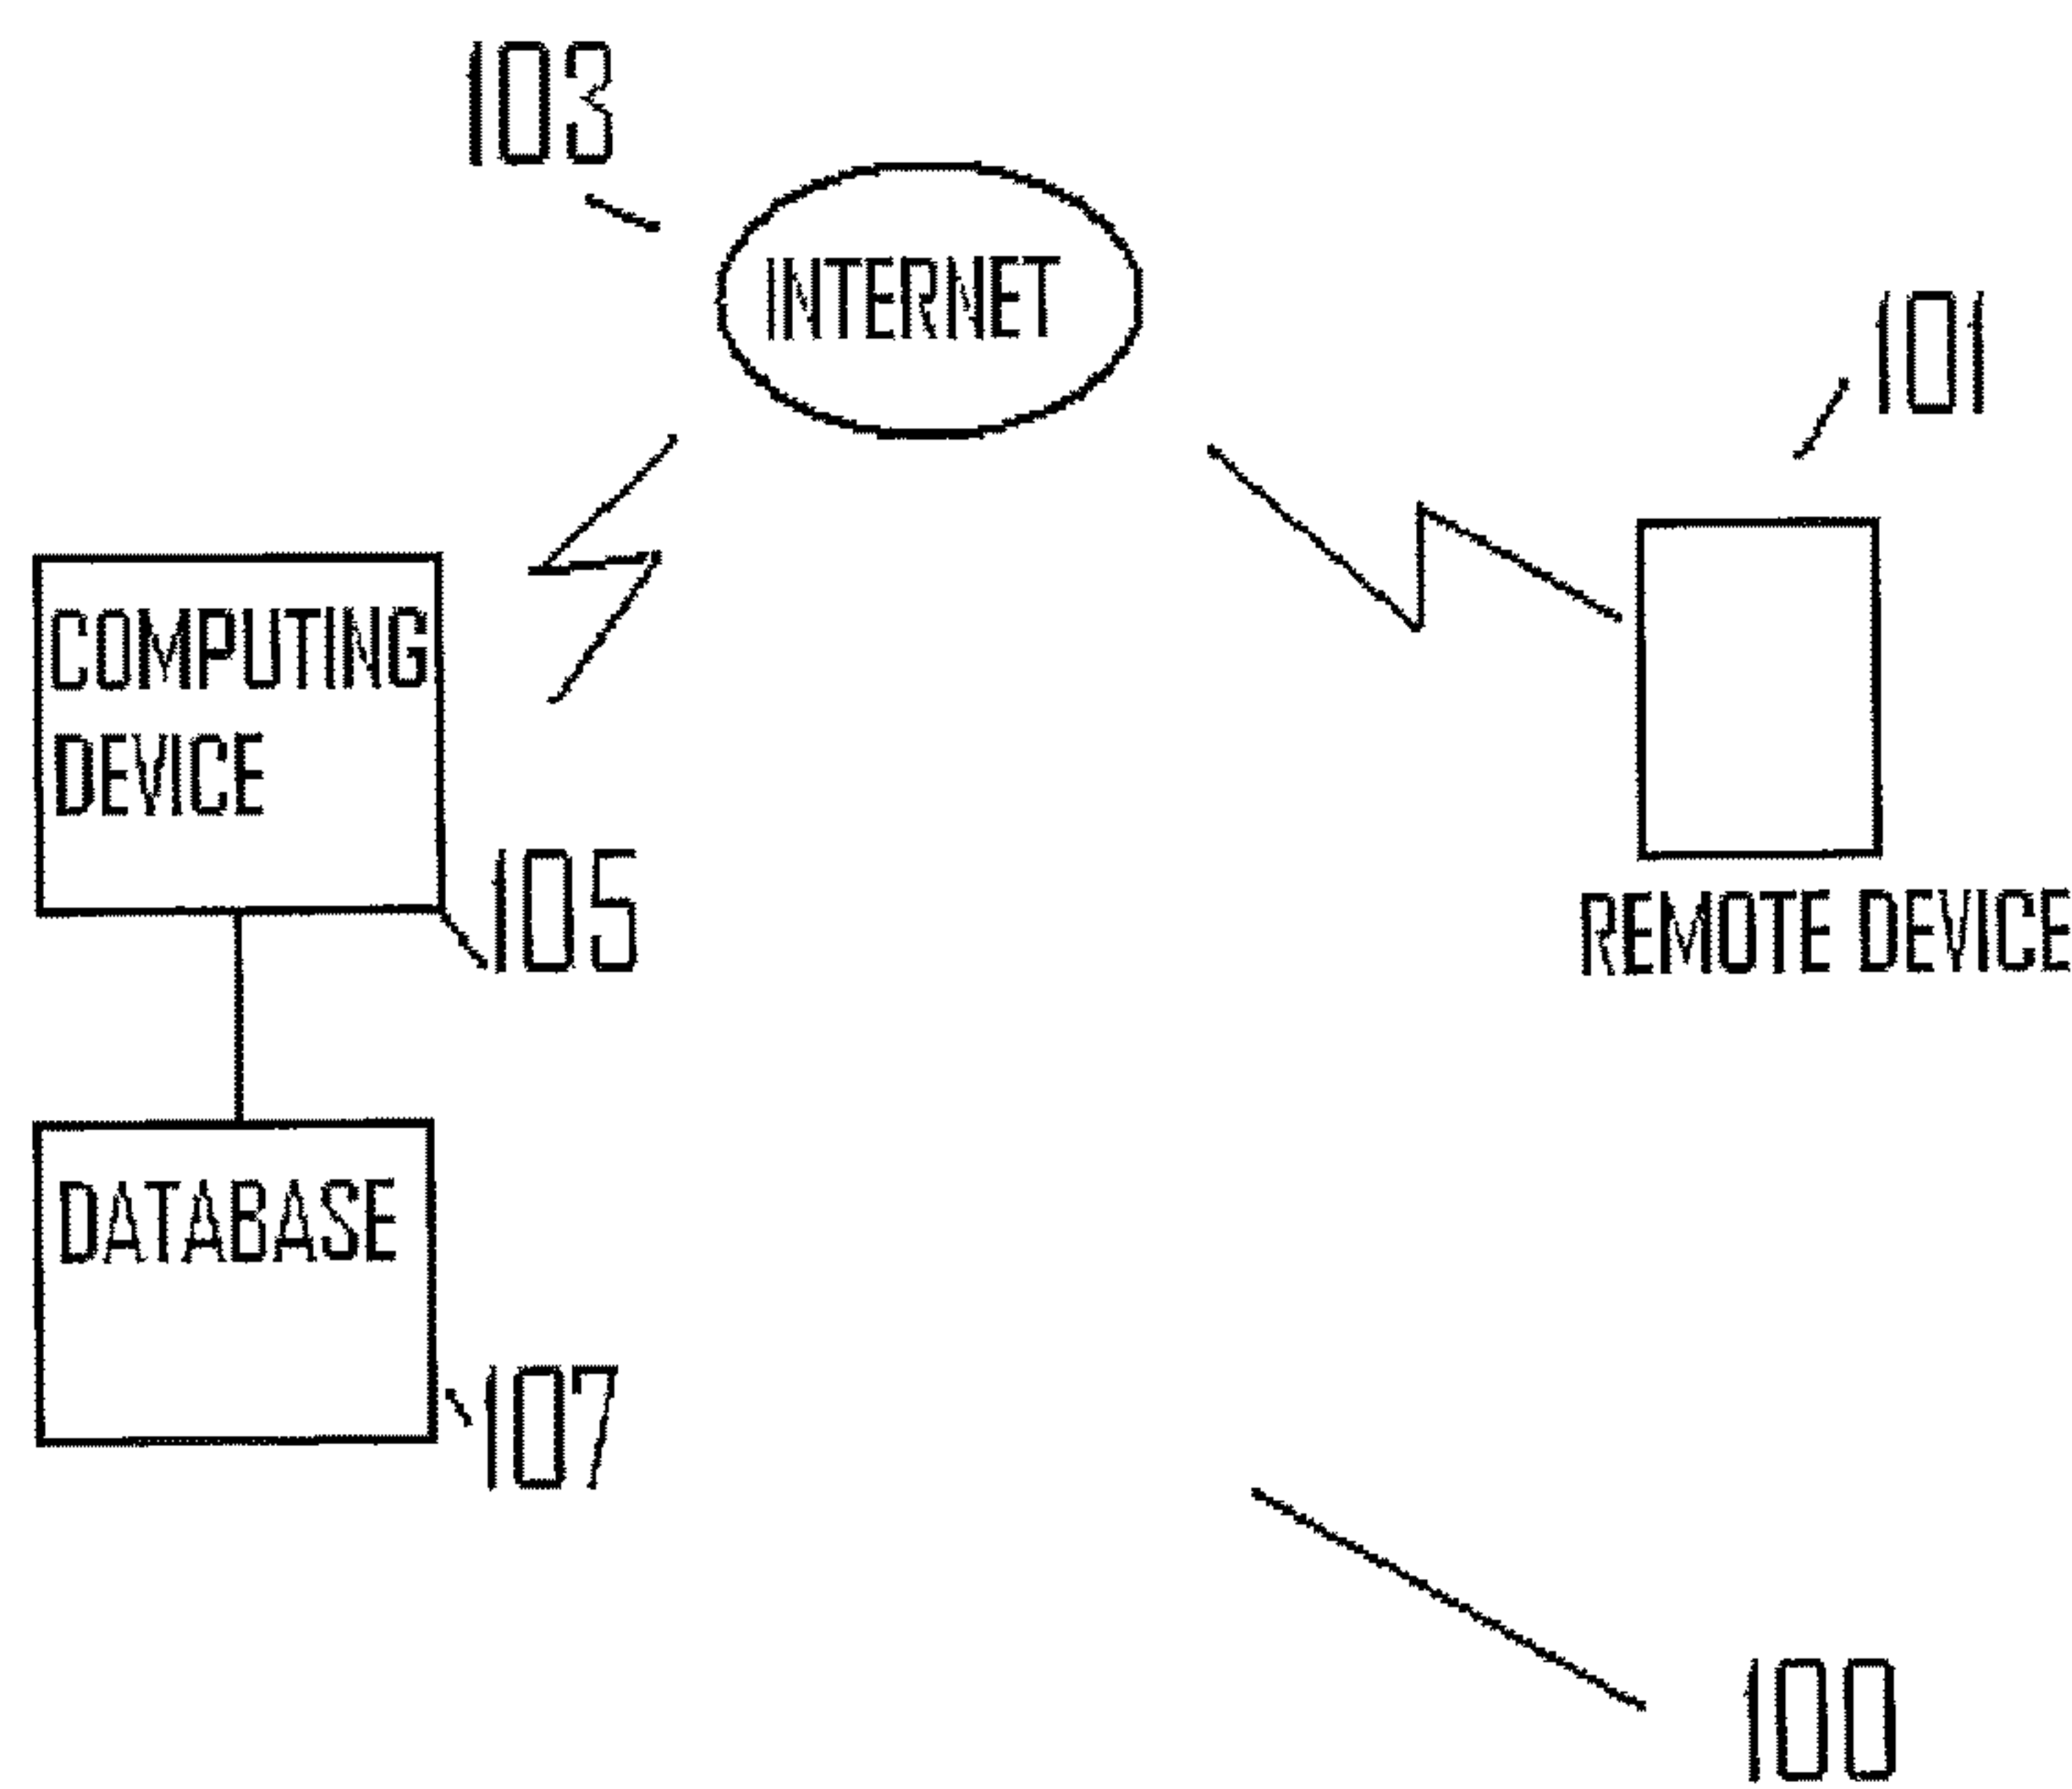 103
INTERNET
101
COMPUTING
DEVICE
105
REMOTE DEVICE
DATABASE
107
100